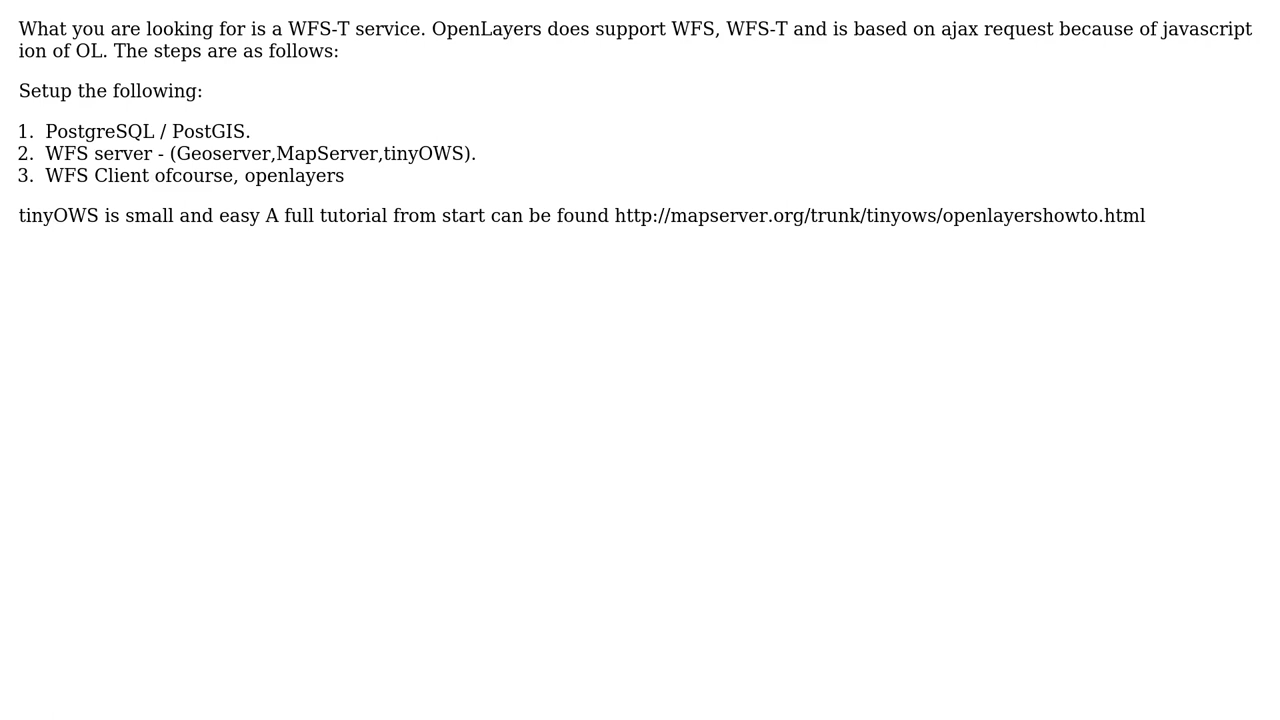 What you are looking for is a WFS-T service. OpenLayers does support WFS, WFS-T and is based on ajax request because of javascript
ion of OL. The steps are as follows:
Setup the following:
1. PostgreSQL / PostGIS.
2. WFS server - (Geoserver,MapServer,tinyOWS).
3. WFS Client ofcourse, openlayers
tinyOWS is small and easy A full tutorial from start can be found http://mapserver.org/trunk/tinyows/openlayershowto.html